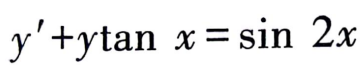 y′+ytan x=sin 2x